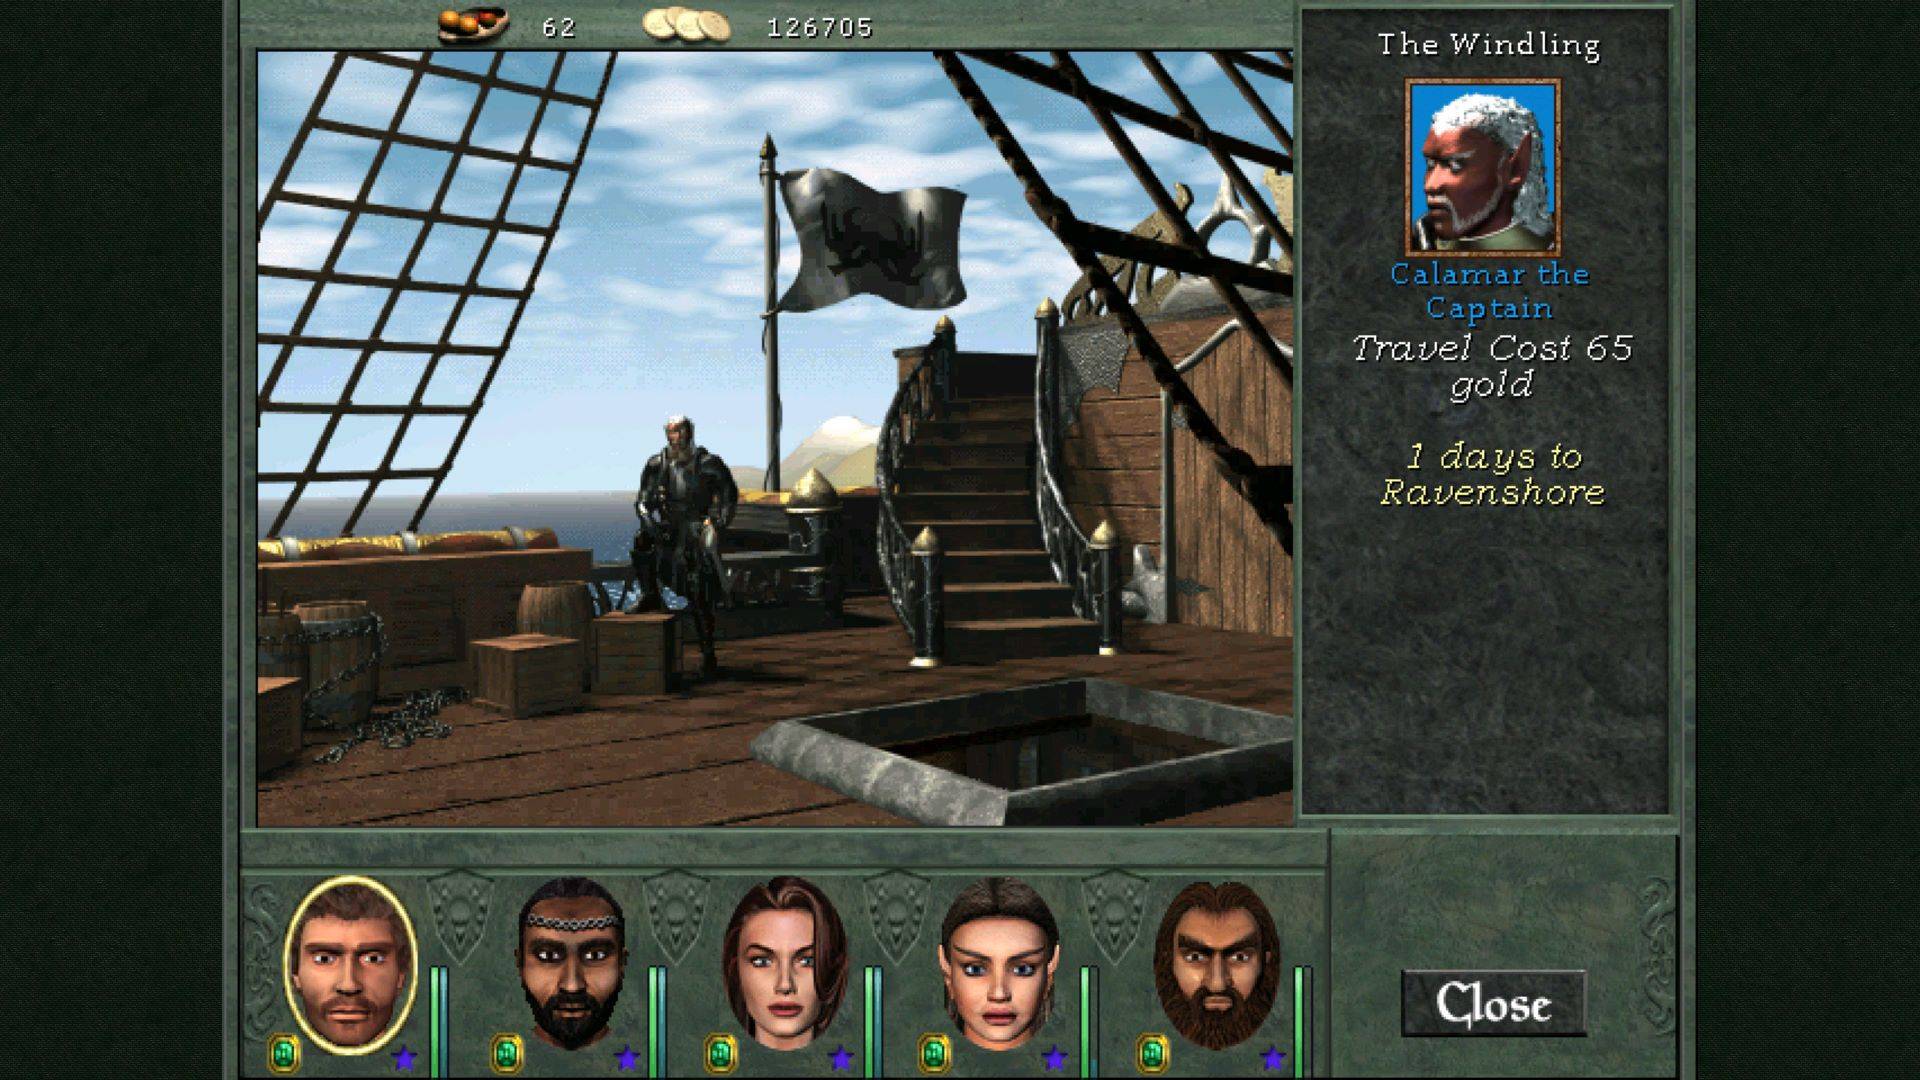 62
126705
The Windling
Calamar the
Captain
Travel Cost 65
gold
1 days to
Ravenshore
Close